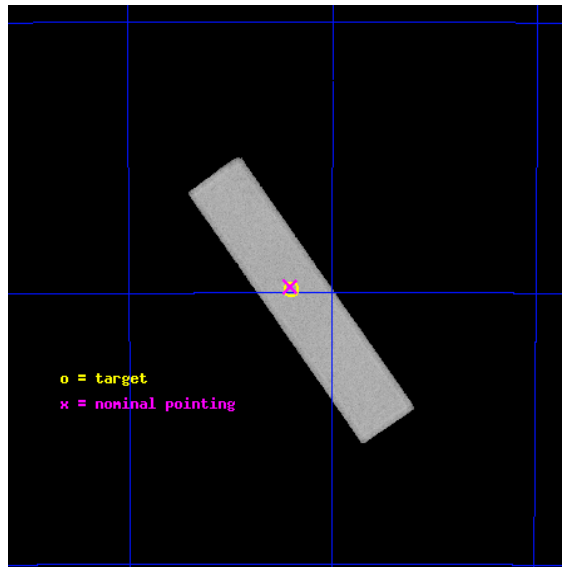 o = target
x = nominal pointing